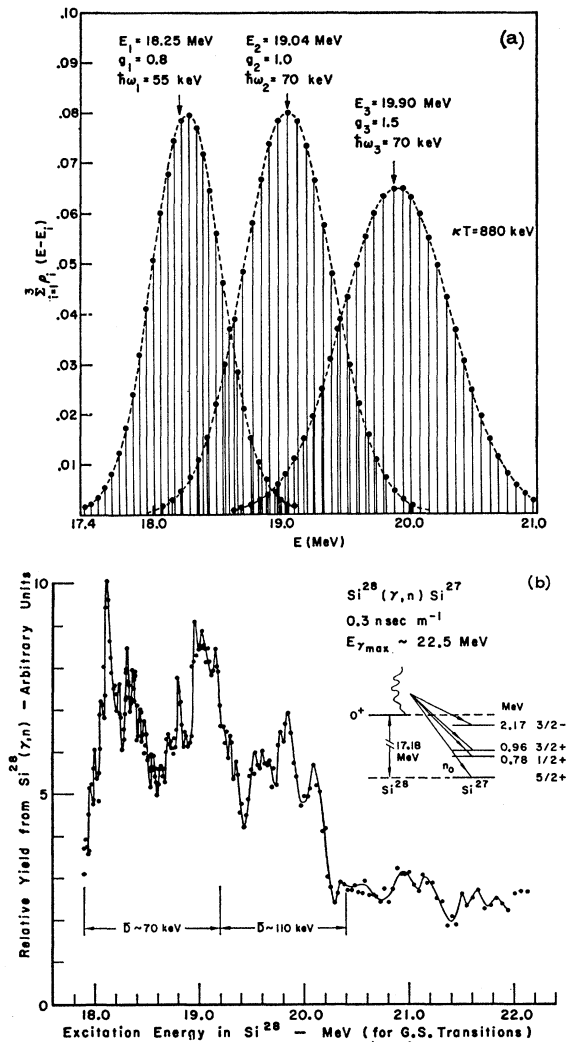 (a)
E1 = 18.25 MeV
g1 = 0.8
ħω1 = 55 keV
E2 = 19.04 MeV
g2 = 1.0
ħω2 = 70 keV
E3 = 19.90 MeV
g3 = 1.5
ħω3 = 70 keV
κT = 880 keV
.10
.09
.08
.07
.06
.05
.04
.03
.02
.01
3 Σ i=1 ρi (E-Ei)
17.4 18.0 19.0 20.0 21.0
E (MeV)
(b)
Si28 (γ,n) Si27
0.3 nsec m-1
Eγmax ~ 22.5 MeV
MeV
0+
2.17 3/2-
17.18 MeV
0.96 3/2+
0.78 1/2+
n0
5/2+
Si28 Si27
10
5
0
Relative Yield from Si28 (γ,n) - Arbitrary Units
D̄ ~ 70 keV
D̄ ~ 110 keV
18.0 19.0 20.0 21.0 22.0
Excitation Energy in Si28 - MeV (for G.S. Transitions)